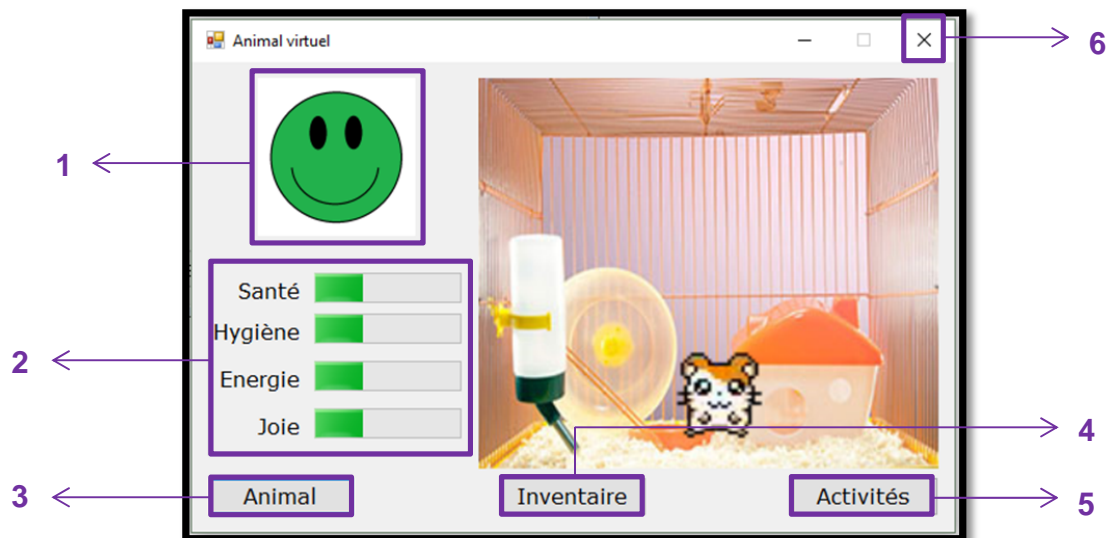 Animal virtuel
6
1
Santé
Hygiène
Energie
Joie
2
4
3
Animal
Inventaire
Activités
5